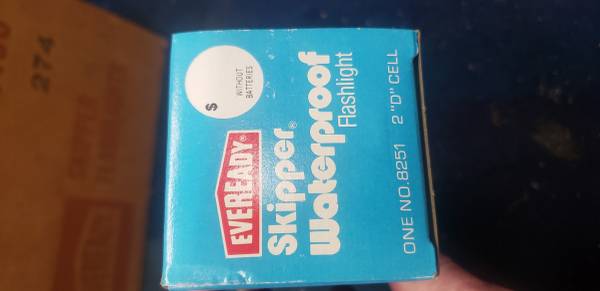 $
WITHOUT
BATTERIES
EVEREADY®
Skipper®
Waterproof
Flashlight
ONE NO. 8251 2 "D" CELL
274